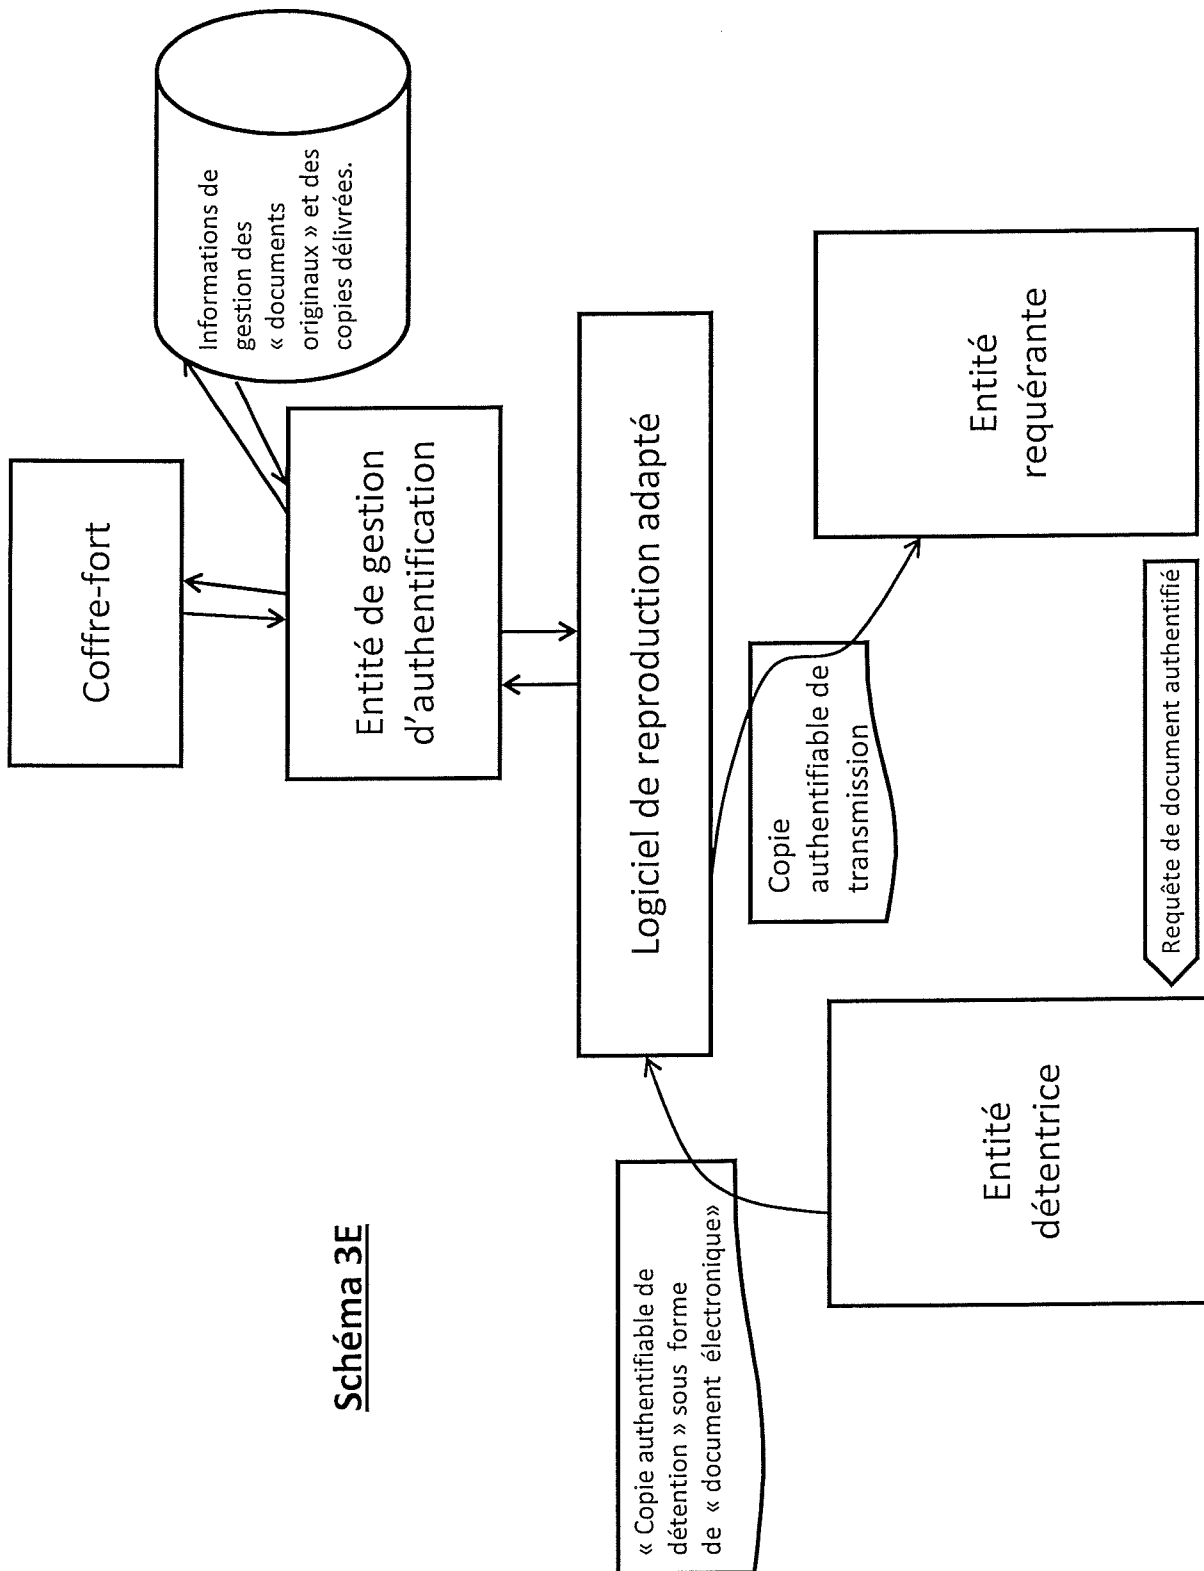 Schéma 3E
Coffre-fort
Informations de
gestion des
« documents
originaux » et des
copies délivrées.
Entité de gestion
d'authentification
Logiciel de reproduction adapté
« Copie authentifiable de
détention » sous forme
de « document électronique»
Copie
authentifiable de
transmission
Entité
détentrice
Requête de document authentifié
Entité
requérante